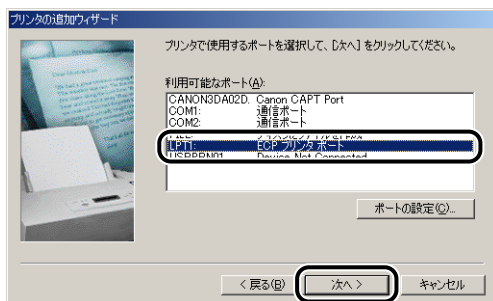 プリンタの追加ウィザード
プリンタで使用するポートを選択して、[次へ] をクリックしてください。
利用可能なポート(A):
CANON3DA02D. Canon CAPT Port
COM1: 通信ポート
COM2: 通信ポート
LPT1: ECP プリンタ ポート
ポートの設定(C)...
< 戻る(B)
次へ >
キャンセル